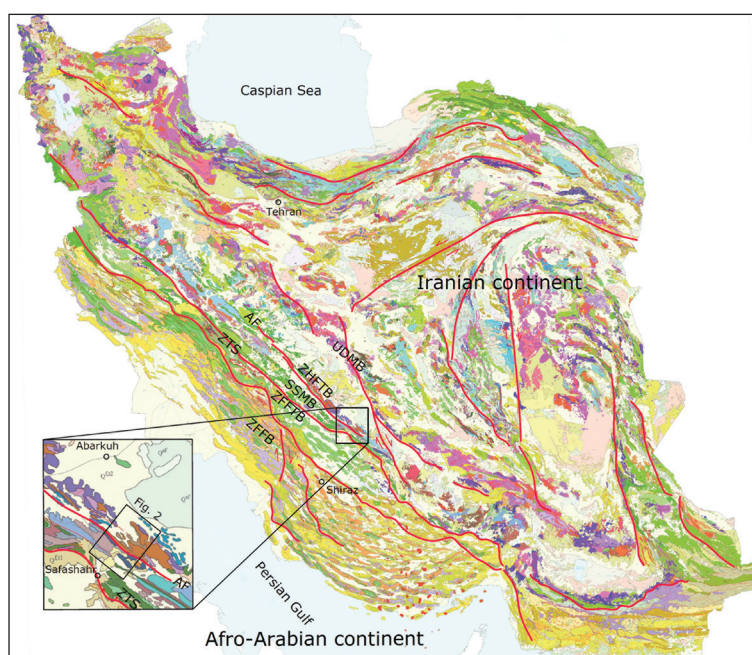 Caspian Sea
Tehran
Iranian continent
AF
ZTS
ZHFTB
UDMB
SSMB
ZFTB
ZFFB
Abarkuh
Shiraz
Fig. 2
Safashahr
AF
ZTS
Persian Gulf
Afro-Arabian continent